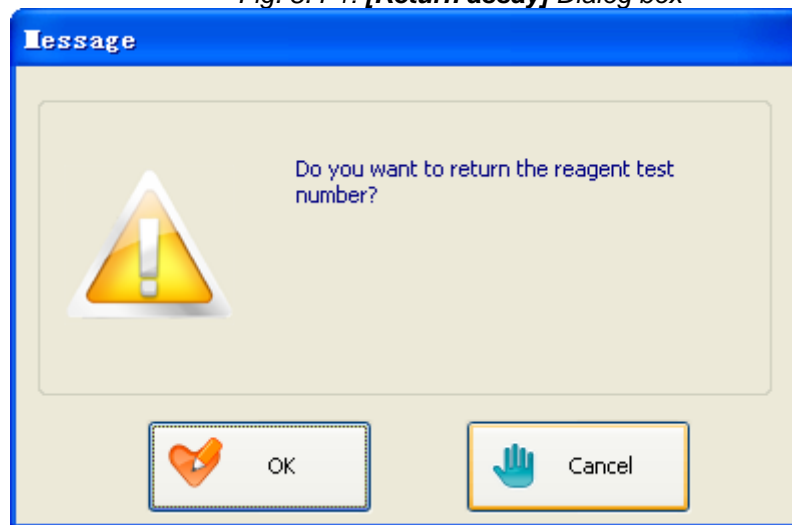 [Return assay] Dialog box
Message
Do you want to return the reagent test
number?
OK
Cancel